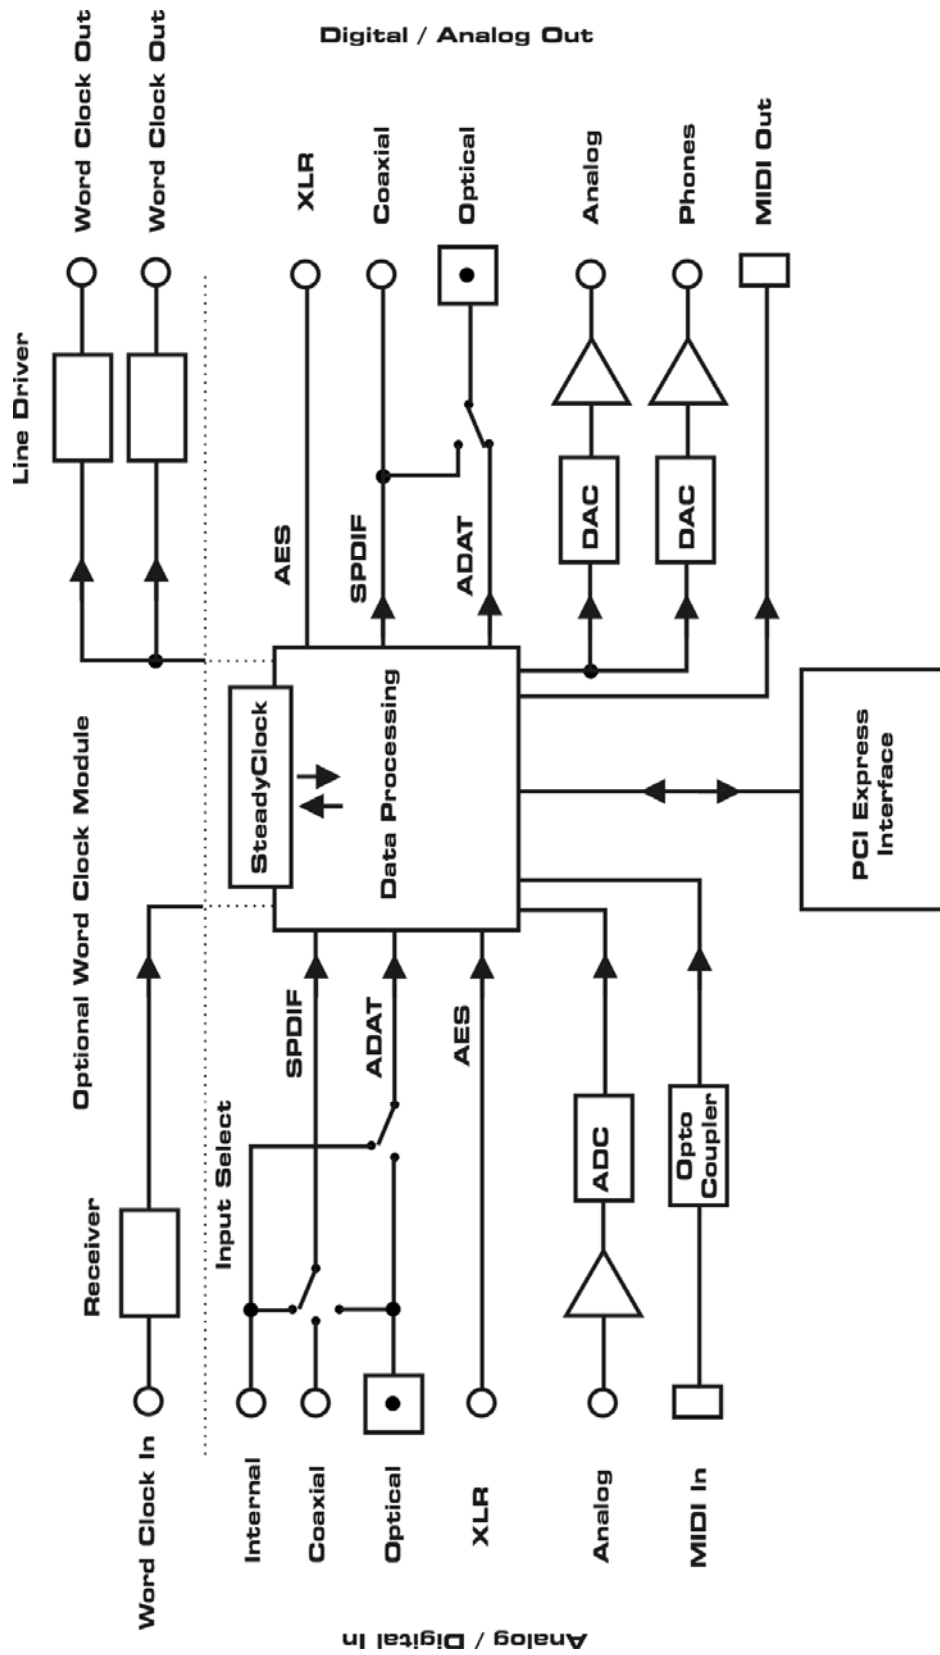 Digital / Analog Out
Word Clock Out
Word Clock Out
XLR
Coaxial
Optical
Analog
Phones
MIDI Out
Line Driver
AES
SPDIF
ADAT
DAC
DAC
Optional Word Clock Module
SteadyClock
Data Processing
PCI Express
Interface
SPDIF
ADAT
AES
Receiver
Input Select
ADC
Opto
Coupler
Word Clock In
Internal
Coaxial
Optical
XLR
Analog
MIDI In
Analog / Digital In